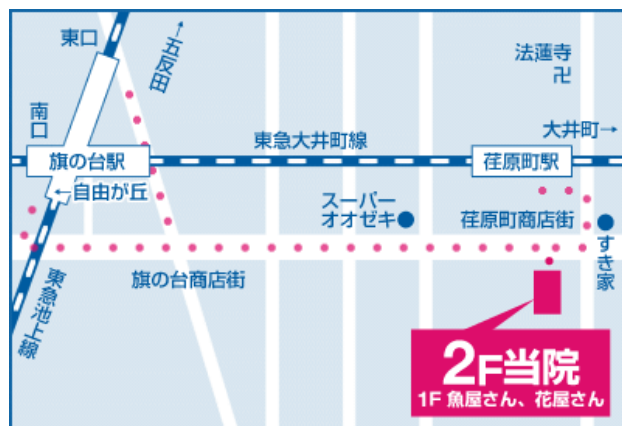 東口
→五反田
法蓮寺
卍
南口
東急大井町線
大井町→
旗の台駅
荏原町駅
←自由が丘
スーパー
オオゼキ
荏原町商店街
すき家
旗の台商店街
東急池上線
2F当院
1F 魚屋さん、花屋さん